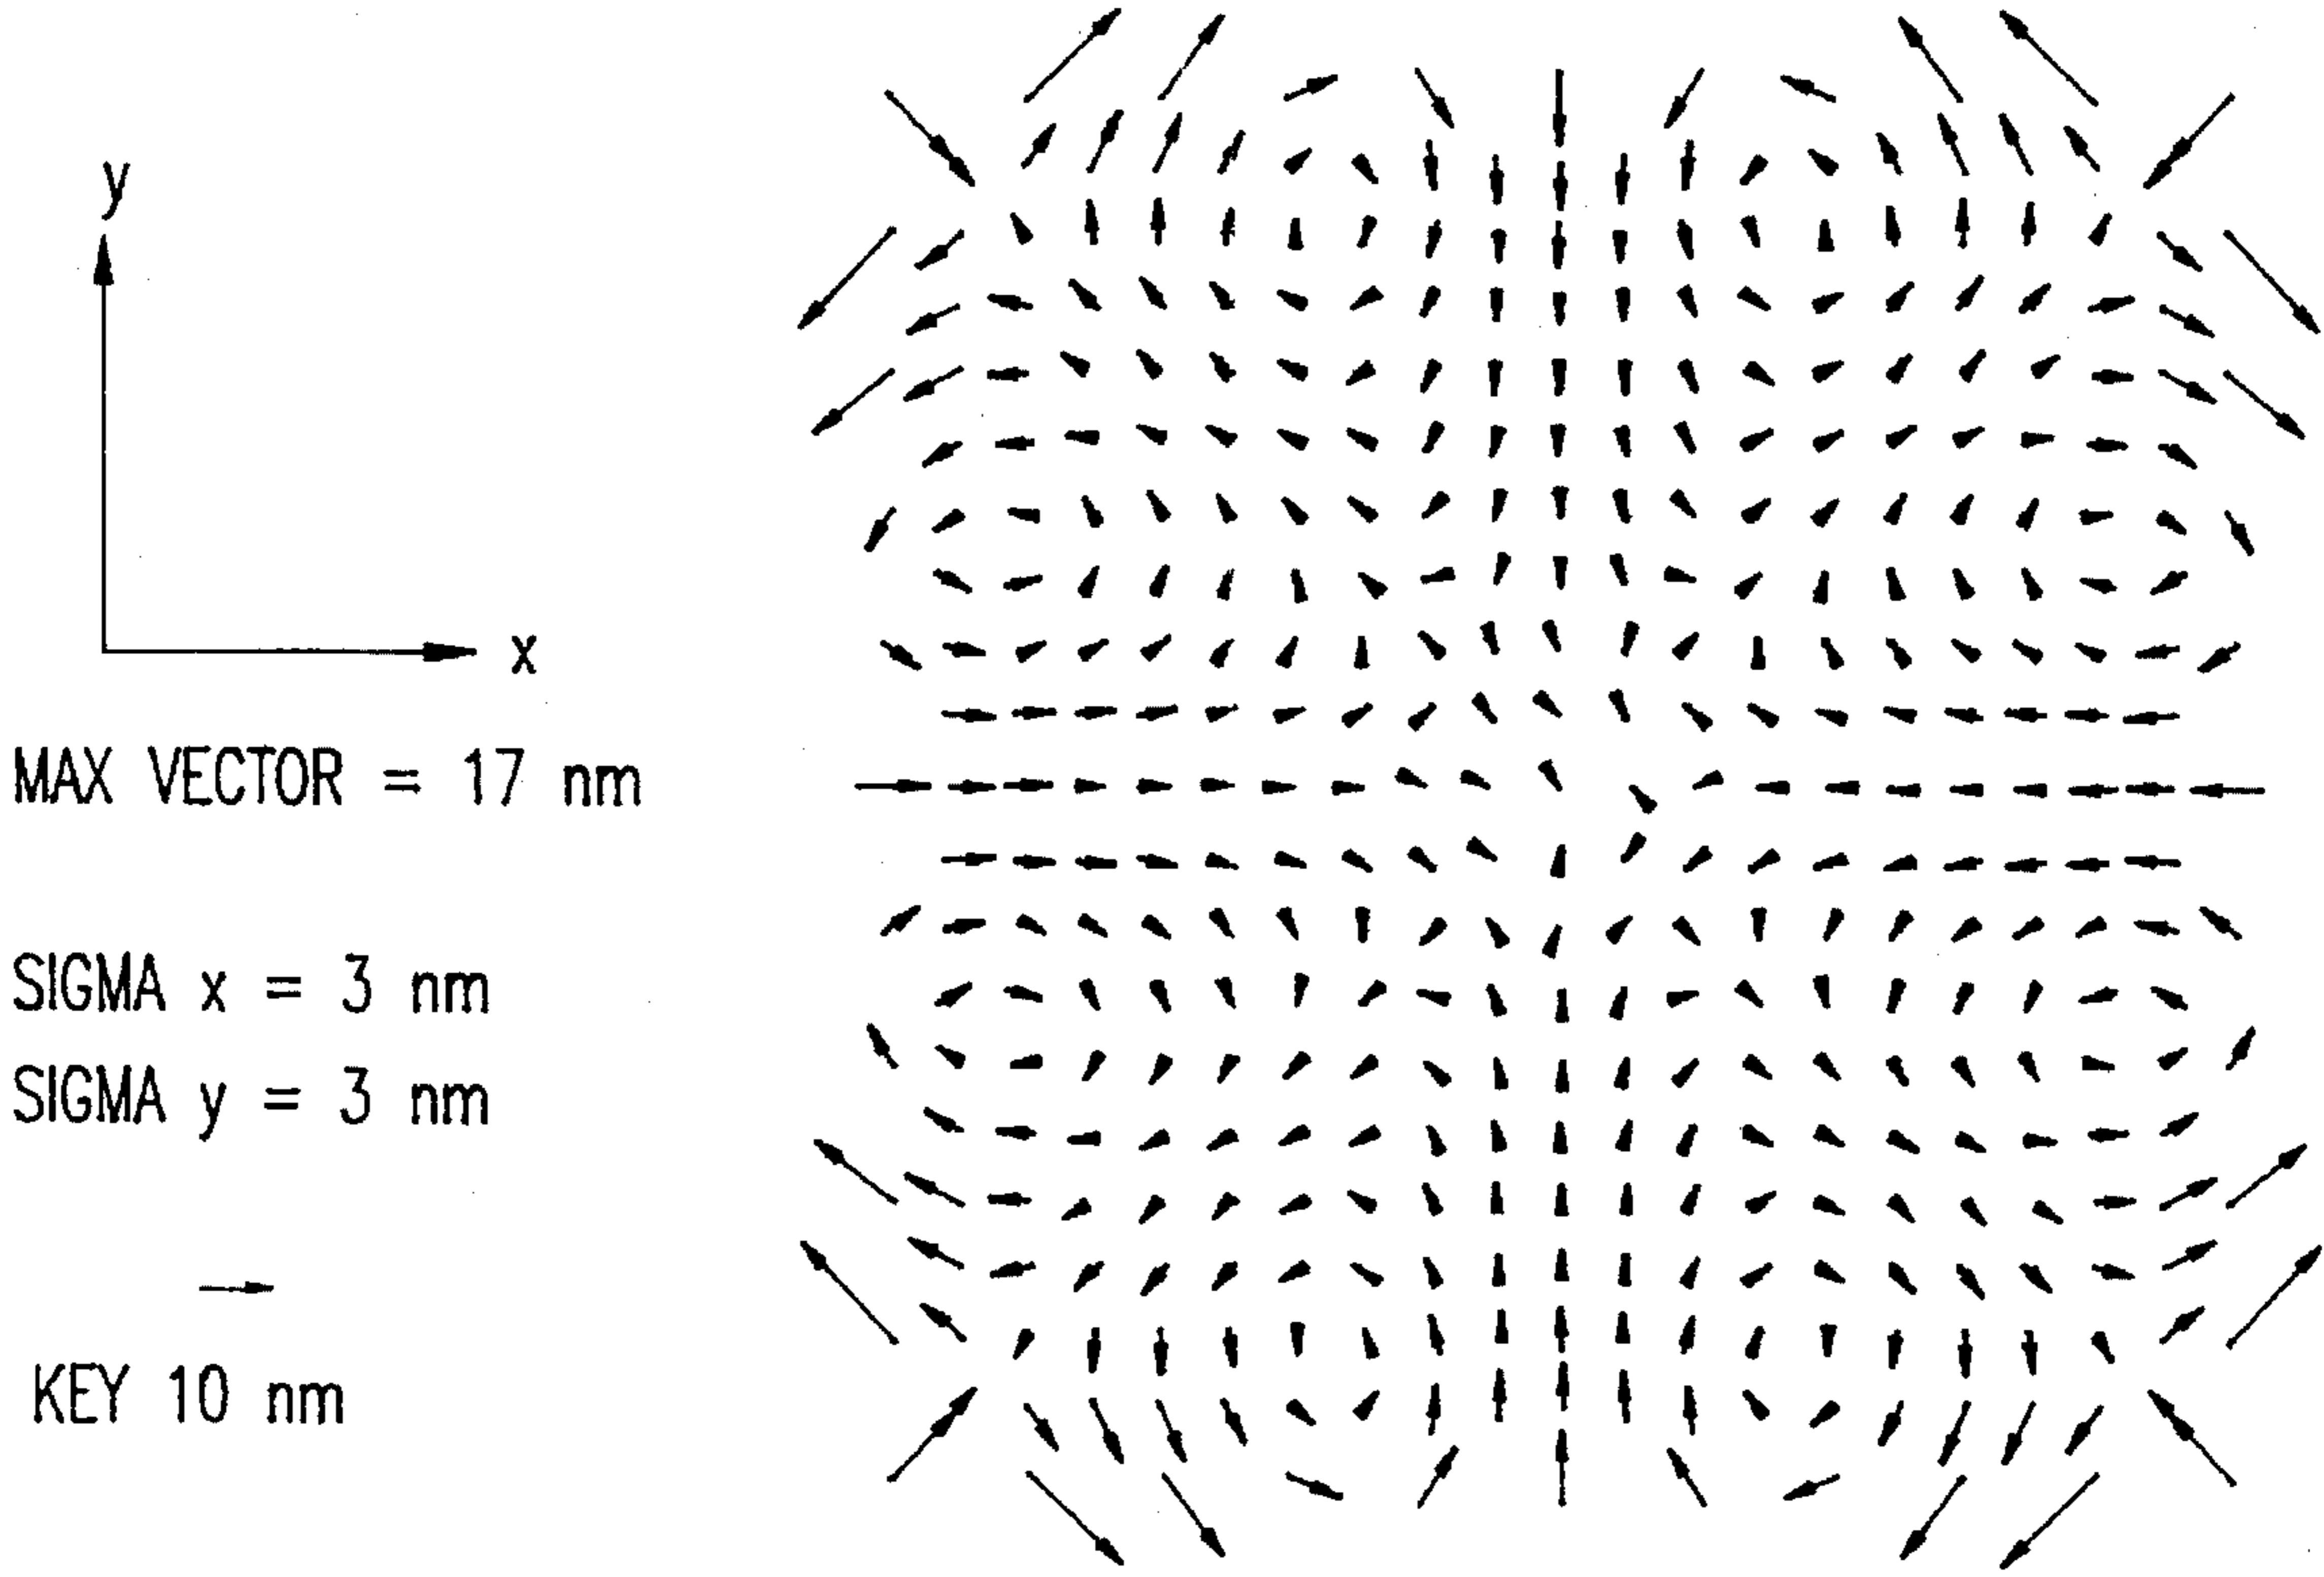 y
x
MAX VECTOR = 17 nm
SIGMA x = 3 nm
SIGMA y = 3 nm
KEY 10 nm